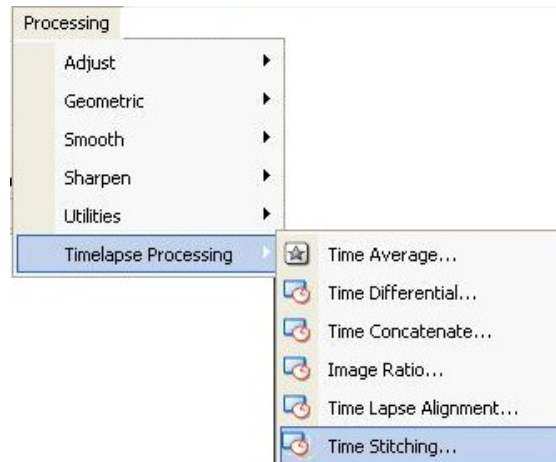 Processing
Adjust
Geometric
Smooth
Sharpen
Utilities
Timelapse Processing
Time Average...
Time Differential...
Time Concatenate...
Image Ratio...
Time Lapse Alignment...
Time Stitching...